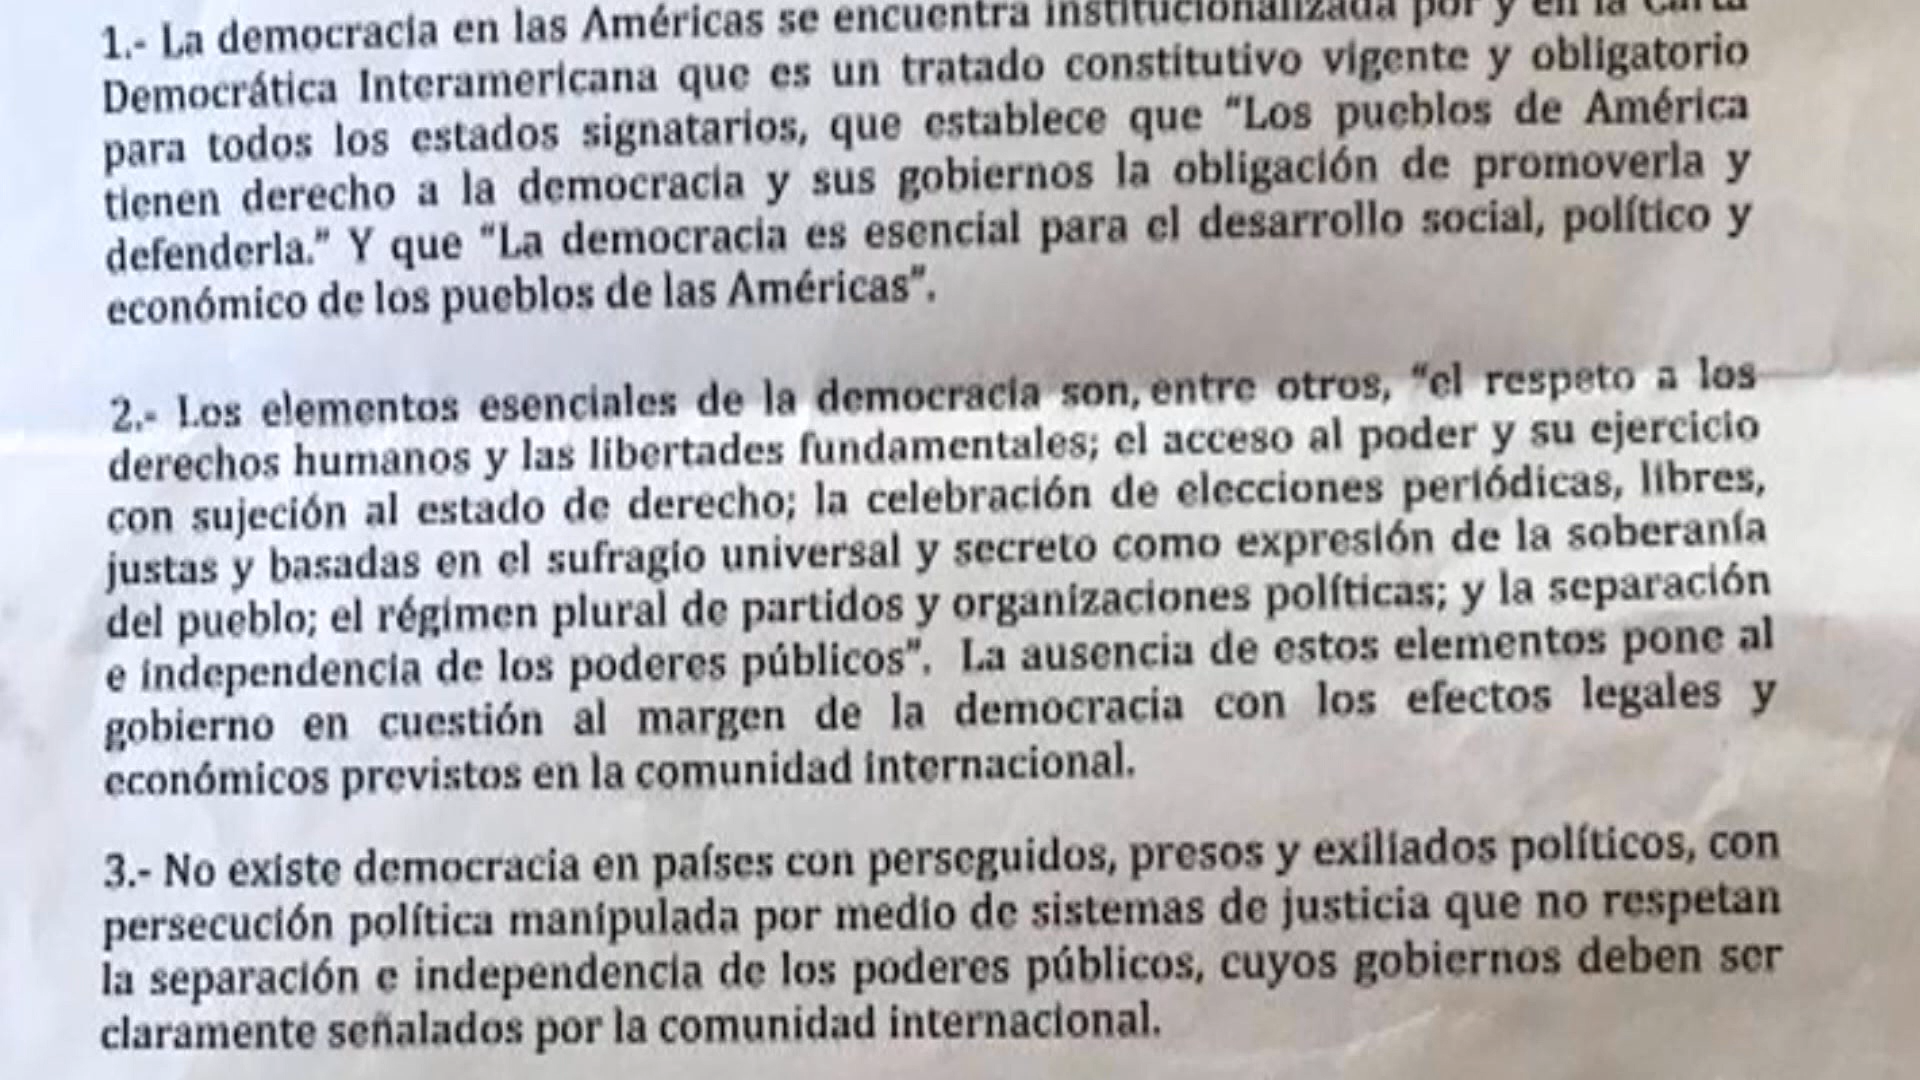 1.- La democracia en las Américas se encuentra institucionalizada por y en la Carta
Democrática Interamericana que es un tratado constitutivo vigente y obligatorio
para todos los estados signatarios, que establece que “Los pueblos de América
tienen derecho a la democracia y sus gobiernos la obligación de promoverla y
defenderla.” Y que “La democracia es esencial para el desarrollo social, político y
económico de los pueblos de las Américas”.
2.- Los elementos esenciales de la democracia son, entre otros, “el respeto a los
derechos humanos y las libertades fundamentales; el acceso al poder y su ejercicio
con sujeción al estado de derecho; la celebración de elecciones periódicas, libres,
justas y basadas en el sufragio universal y secreto como expresión de la soberanía
del pueblo; el régimen plural de partidos y organizaciones políticas; y la separación
e independencia de los poderes públicos”. La ausencia de estos elementos pone al
gobierno en cuestión al margen de la democracia con los efectos legales y
económicos previstos en la comunidad internacional.
3.- No existe democracia en países con perseguidos, presos y exiliados políticos, con
persecución política manipulada por medio de sistemas de justicia que no respetan
la separación e independencia de los poderes públicos, cuyos gobiernos deben ser
claramente señalados por la comunidad internacional.